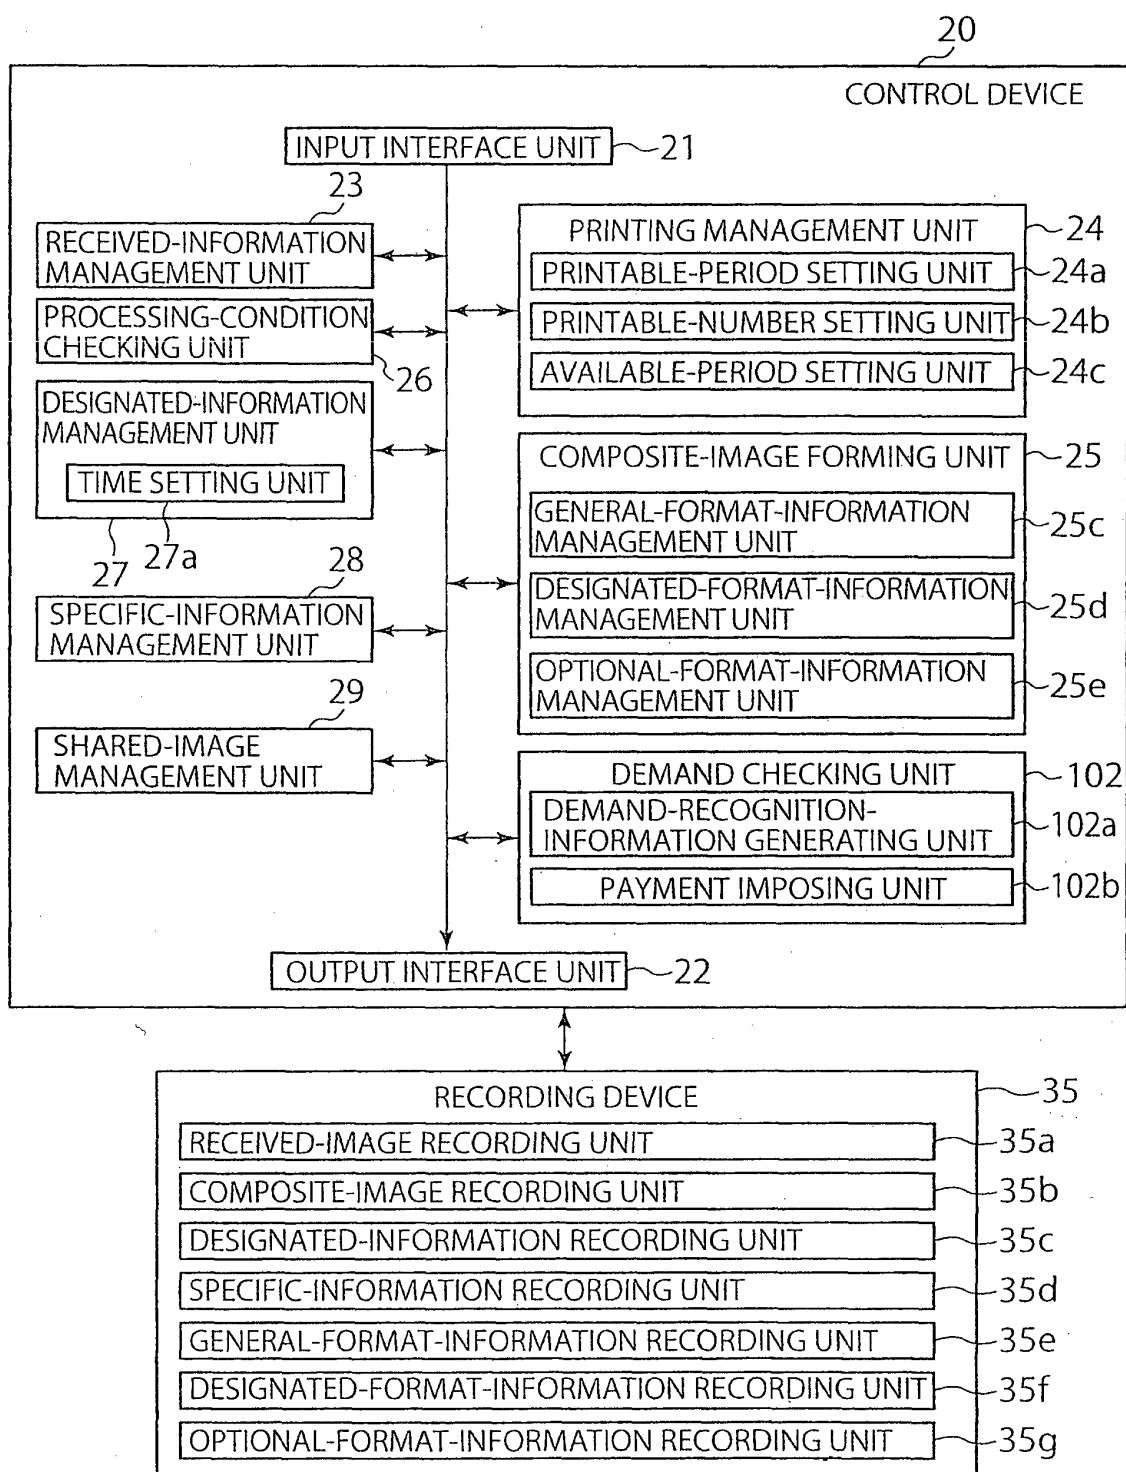 20
CONTROL DEVICE
INPUT INTERFACE UNIT
21
23
RECEIVED-INFORMATION
MANAGEMENT UNIT
PROCESSING-CONDITION
CHECKING UNIT
26
DESIGNATED-INFORMATION
MANAGEMENT UNIT
TIME SETTING UNIT
27
27a
28
SPECIFIC-INFORMATION
MANAGEMENT UNIT
29
SHARED-IMAGE
MANAGEMENT UNIT
PRINTING MANAGEMENT UNIT
24
PRINTABLE-PERIOD SETTING UNIT
24a
PRINTABLE-NUMBER SETTING UNIT
24b
AVAILABLE-PERIOD SETTING UNIT
24c
COMPOSITE-IMAGE FORMING UNIT
25
GENERAL-FORMAT-INFORMATION
MANAGEMENT UNIT
25c
DESIGNATED-FORMAT-INFORMATION
MANAGEMENT UNIT
25d
OPTIONAL-FORMAT-INFORMATION
MANAGEMENT UNIT
25e
DEMAND CHECKING UNIT
102
DEMAND-RECOGNITION-
INFORMATION GENERATING UNIT
102a
PAYMENT IMPOSING UNIT
102b
OUTPUT INTERFACE UNIT
22
RECORDING DEVICE
35
RECEIVED-IMAGE RECORDING UNIT
35a
COMPOSITE-IMAGE RECORDING UNIT
35b
DESIGNATED-INFORMATION RECORDING UNIT
35c
SPECIFIC-INFORMATION RECORDING UNIT
35d
GENERAL-FORMAT-INFORMATION RECORDING UNIT
35e
DESIGNATED-FORMAT-INFORMATION RECORDING UNIT
35f
OPTIONAL-FORMAT-INFORMATION RECORDING UNIT
35g